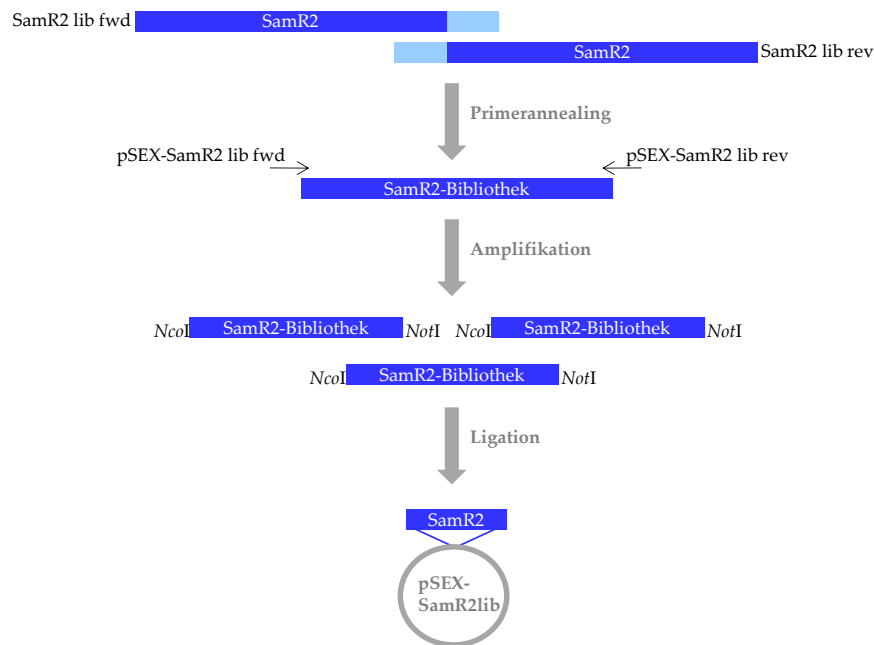 SamR2 lib fwd
SamR2
SamR2
SamR2 lib rev
Primerannealing
pSEX-SamR2 lib fwd
pSEX-SamR2 lib rev
SamR2-Bibliothek
Amplifikation
NcoI SamR2-Bibliothek NotI
NcoI SamR2-Bibliothek NotI
NcoI SamR2-Bibliothek NotI
Ligation
SamR2
pSEX-
SamR2lib